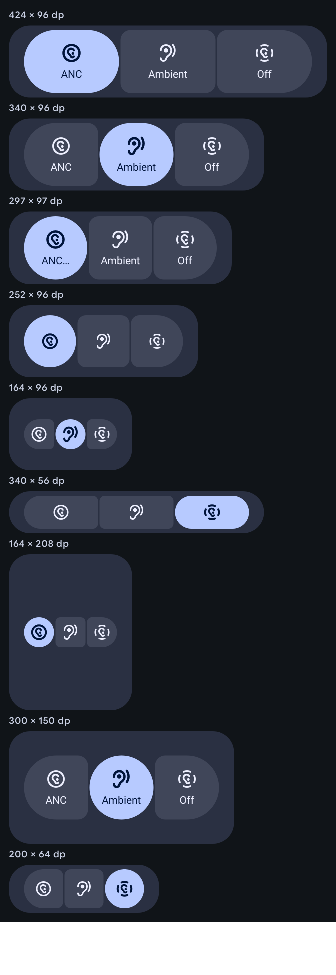 424 × 96 dp
ANC
Ambient
Off
340 × 96 dp
ANC
Ambient
Off
297 × 97 dp
ANC…
Ambient
Off
252 × 96 dp
164 × 96 dp
340 × 56 dp
164 × 208 dp
300 × 150 dp
ANC
Ambient
Off
200 × 64 dp